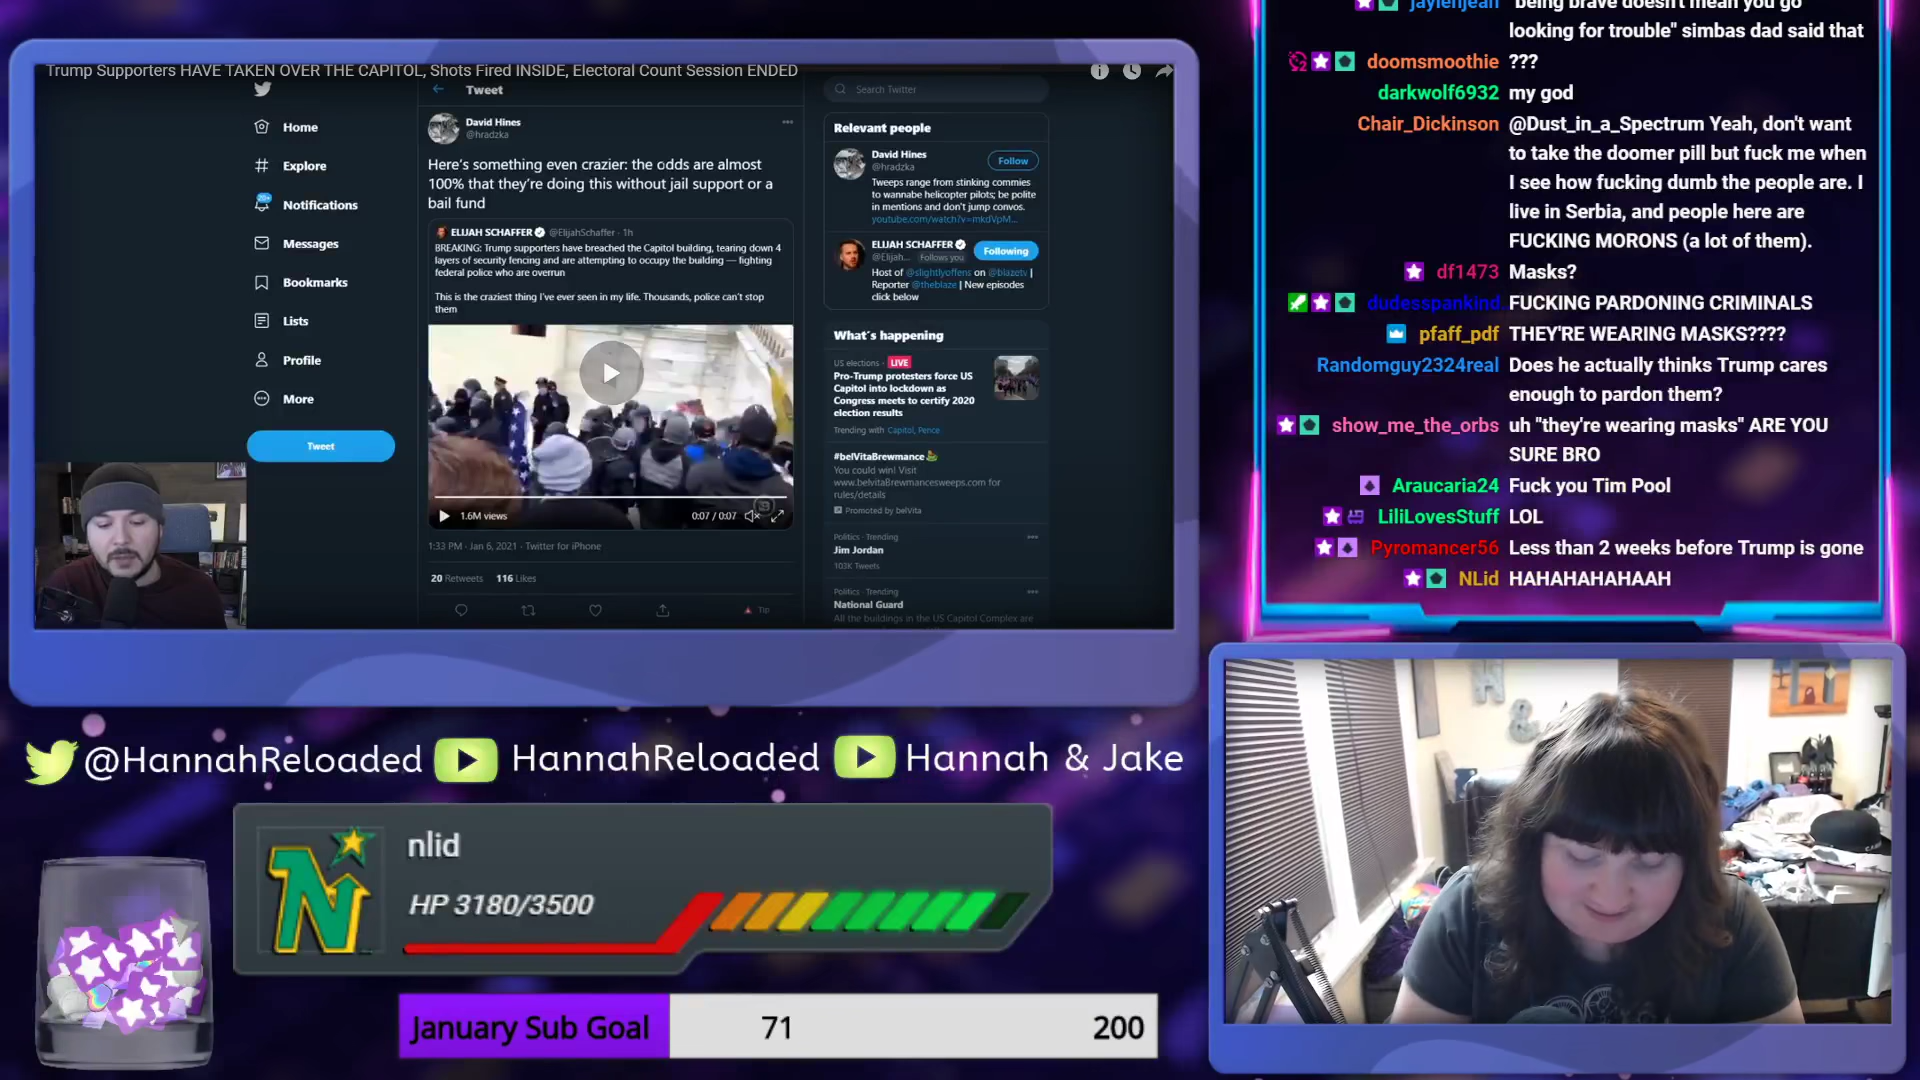 Trump Supporters HAVE TAKEN OVER THE CAPITOL, Shots Fired INSIDE, Electoral Count Session ENDED
Home
Explore
20+
Notifications
Messages
Bookmarks
Lists
Profile
More
Tweet
Tweet
David Hines
@hradzka
Here's something even crazier: the odds are almost
100% that they're doing this without jail support or a
bail fund
ELIJAH SCHAFFER @ElijahSchaffer · 1h
BREAKING: Trump supporters have breached the Capitol building, tearing down 4
layers of security fencing and are attempting to occupy the building — fighting
federal police who are overrun
This is the craziest thing I've ever seen in my life. Thousands, police can't stop
them
1.6M views
0:07 / 0:07
1:33 PM · Jan 6, 2021 · Twitter for iPhone
20 Retweets 116 Likes
Tip
Search Twitter
Relevant people
David Hines
@hradzka
Follow
Tweeps range from stinking commies
to wannabe helicopter pilots; be polite
in mentions and don't jump convos.
youtube.com/watch?v=mkdVpM...
ELIJAH SCHAFFER
@Elijah... Follows you
Following
Host of @slightlyoffens on @blazetv |
Reporter @theblaze | New episodes
click below
What's happening
US elections · LIVE
Pro-Trump protesters force US
Capitol into lockdown as
Congress meets to certify 2020
election results
Trending with Capitol, Pence
#belVitaBrewmance
You could win! Visit
www.belvitaBrewmancesweeps.com for
rules/details
Promoted by belVita
Politics · Trending
Jim Jordan
103K Tweets
Politics · Trending
National Guard
All the buildings in the US Capitol Complex are
jaylenjean "being brave doesn't mean you go
looking for trouble" simbas dad said that
doomsmoothie ???
darkwolf6932 my god
Chair_Dickinson @Dust_in_a_Spectrum Yeah, don't want
to take the doomer pill but fuck me when
I see how fucking dumb the people are. I
live in Serbia, and people here are
FUCKING MORONS (a lot of them).
df1473 Masks?
dudesspankind FUCKING PARDONING CRIMINALS
pfaff_pdf THEY'RE WEARING MASKS????
Randomguy2324real Does he actually thinks Trump cares
enough to pardon them?
show_me_the_orbs uh "they're wearing masks" ARE YOU
SURE BRO
Araucaria24 Fuck you Tim Pool
LiliLovesStuff LOL
Pyromancer56 Less than 2 weeks before Trump is gone
NLid HAHAHAHAHAAH
@HannahReloaded HannahReloaded Hannah & Jake
N
nlid
HP 3180/3500
January Sub Goal 71 200
H
&